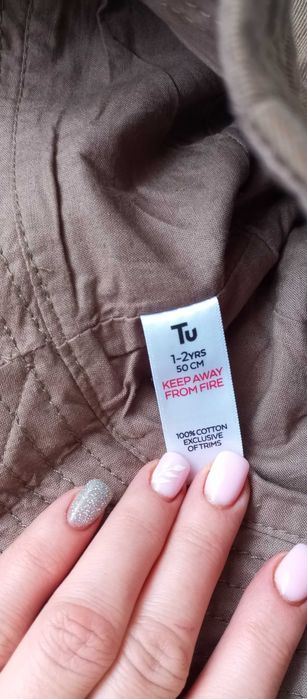 Tu
1-2YRS
50 CM
KEEP AWAY
FROM FIRE
100% COTTON
EXCLUSIVE
OF TRIMS